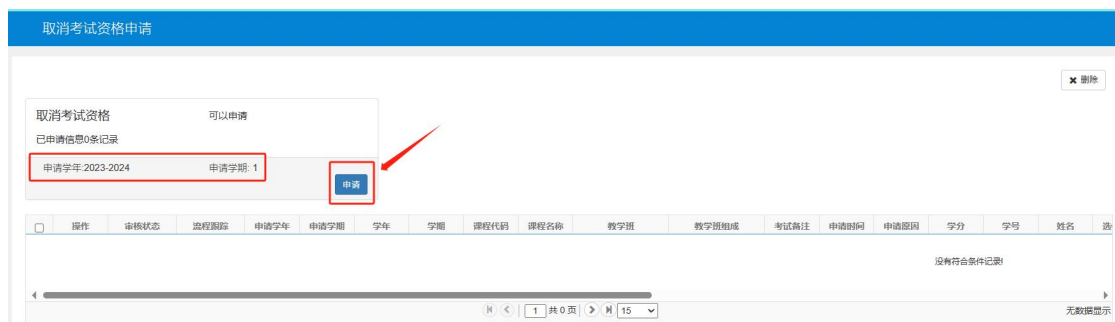 取消考试资格申请
✖ 删除
取消考试资格 可以申请
已申请信息0条记录
申请学年:2023-2024 申请学期: 1
申请
操作 审核状态 流程跟踪 申请学年 申请学期 学年 学期 课程代码 课程名称 教学班 教学班组成 考试备注 申请时间 申请原因 学分 学号 姓名 选
没有符合条件记录!
1 共 0 页 15
无数据显示